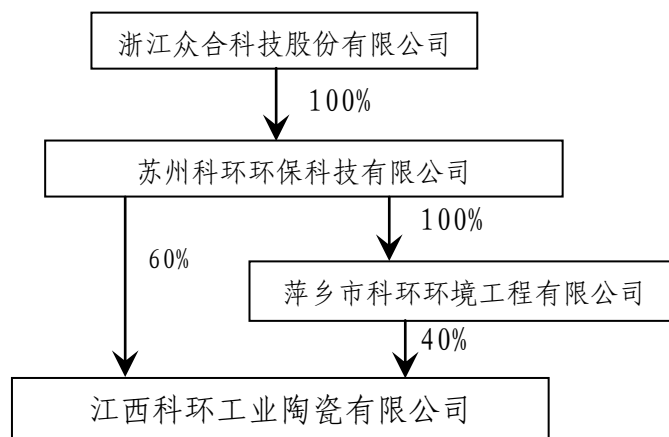 浙江众合科技股份有限公司
100%
苏州科环环保科技有限公司
100%
60%
萍乡市科环环境工程有限公司
40%
江西科环工业陶瓷有限公司